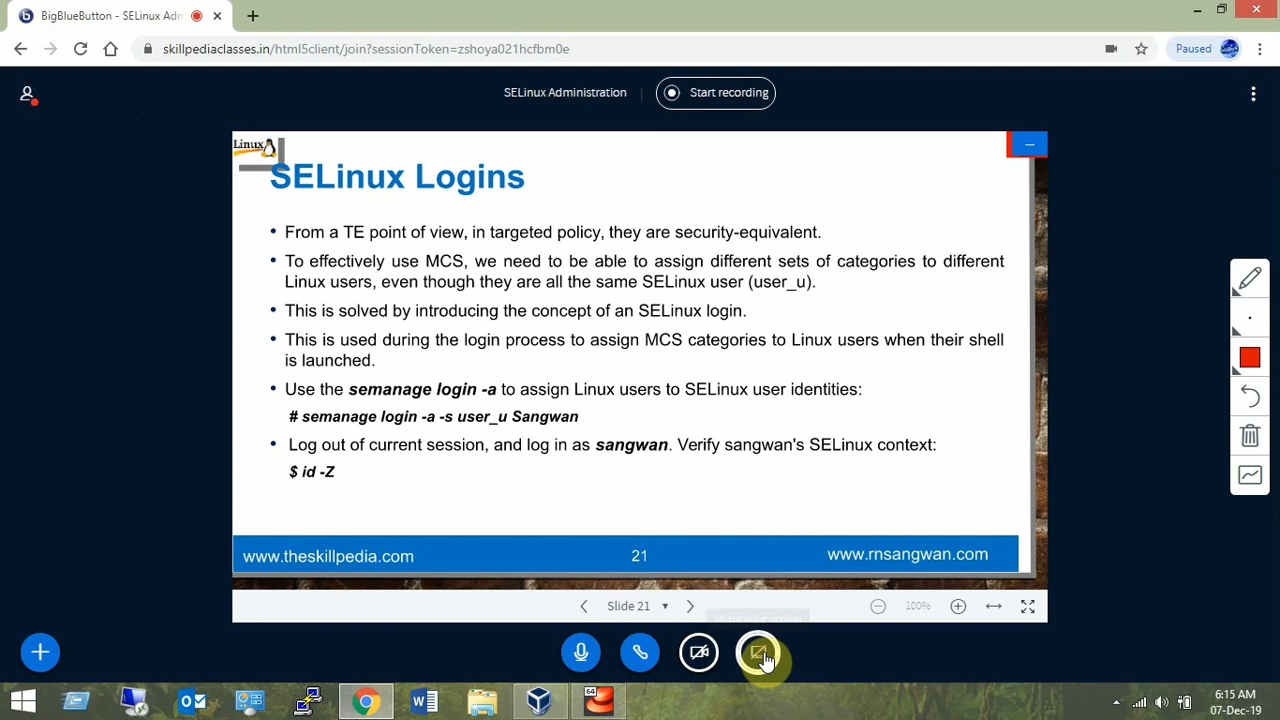 BigBlueButton - SELinux Adm
skillpediaclasses.in/html5client/join?sessionToken=zshoya021hcfbm0e
Paused
SELinux Administration
Start recording
Linux
SELinux Logins
• From a TE point of view, in targeted policy, they are security-equivalent.
• To effectively use MCS, we need to be able to assign different sets of categories to different
Linux users, even though they are all the same SELinux user (user_u).
• This is solved by introducing the concept of an SELinux login.
• This is used during the login process to assign MCS categories to Linux users when their shell
is launched.
• Use the semanage login -a to assign Linux users to SELinux user identities:
# semanage login -a -s user_u Sangwan
• Log out of current session, and log in as sangwan. Verify sangwan's SELinux context:
$ id -Z
www.theskillpedia.com
21
www.rnsangwan.com
Slide 21
100%
64
6:15 AM
07-Dec-19